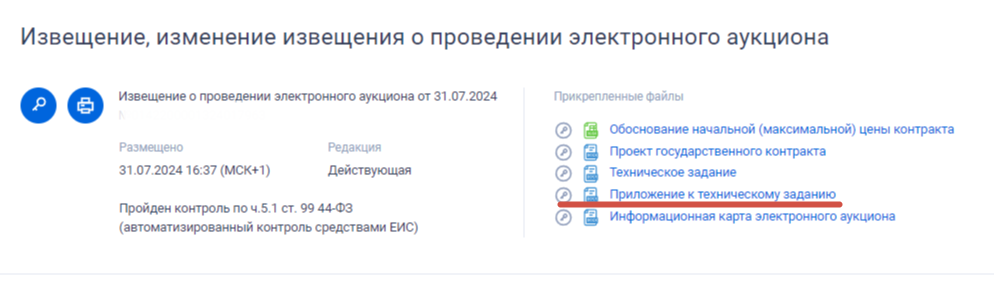 Извещение, изменение извещения о проведении электронного аукциона
Извещение о проведении электронного аукциона от 31.07.2024
Размещено
Редакция
31.07.2024 16:37 (МСК+1)
Действующая
Пройден контроль по ч.5.1 ст. 99 44-ФЗ
(автоматизированный контроль средствами ЕИС)
Прикрепленные файлы
Обоснование начальной (максимальной) цены контракта
Проект государственного контракта
Техническое задание
Приложение к техническому заданию
Информационная карта электронного аукциона